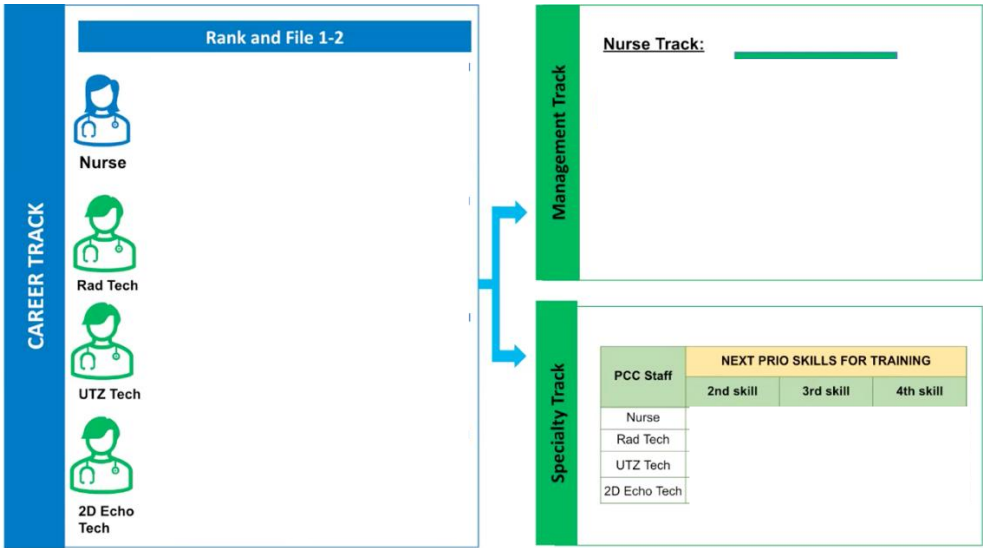 CAREER TRACK
Rank and File 1-2
Nurse
Rad Tech
UTZ Tech
2D Echo
Tech
Management Track
Nurse Track:
Specialty Track
PCC Staff
NEXT PRIO SKILLS FOR TRAINING
2nd skill
3rd skill
4th skill
Nurse
Rad Tech
UTZ Tech
2D Echo Tech